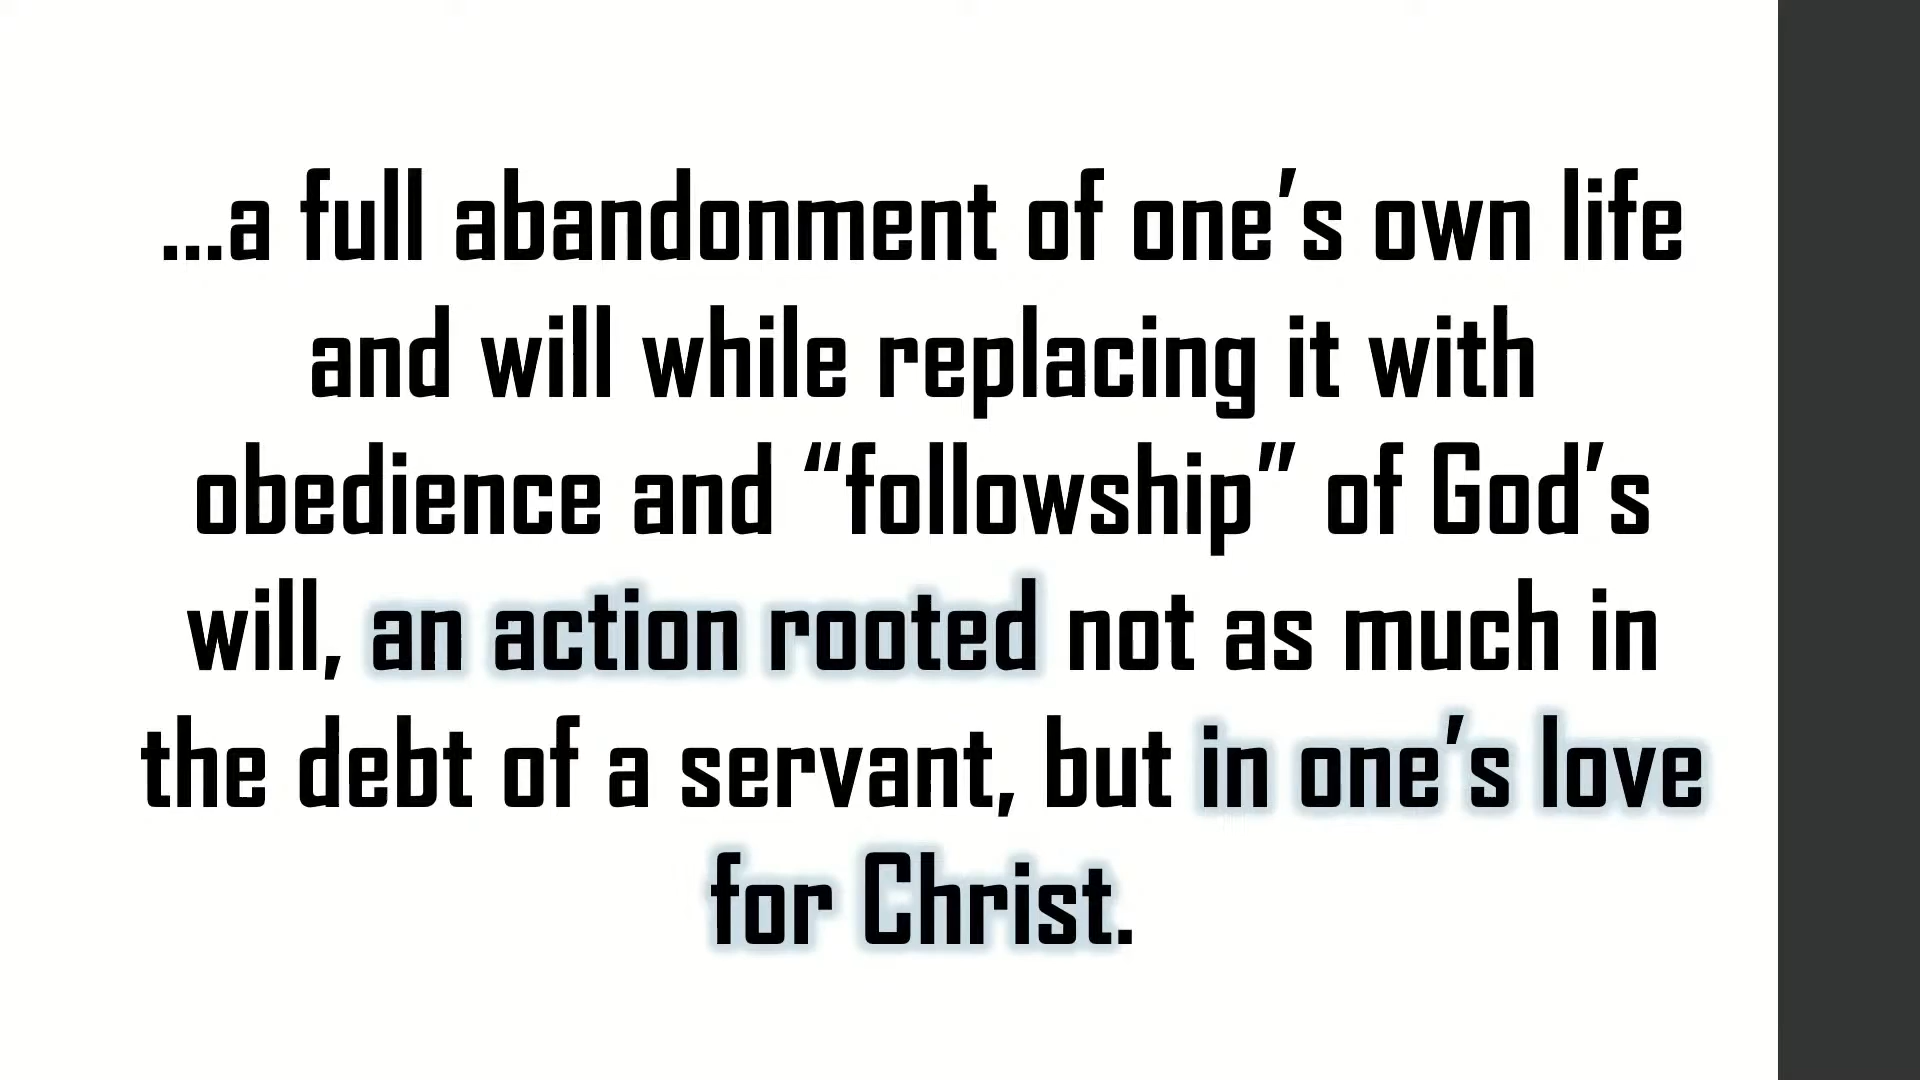 ...a full abandonment of one’s own life
and will while replacing it with
obedience and “followship” of God’s
will, an action rooted not as much in
the debt of a servant, but in one’s love
for Christ.